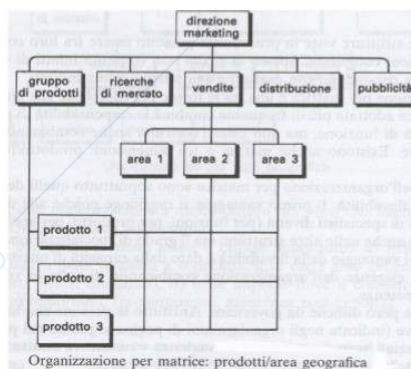 direzione
marketing
gruppo
di prodotti
ricerche
di mercato
vendite
distribuzione
pubblicità
area 1
area 2
area 3
prodotto 1
prodotto 2
prodotto 3
Organizzazione per matrice: prodotti/area geografica